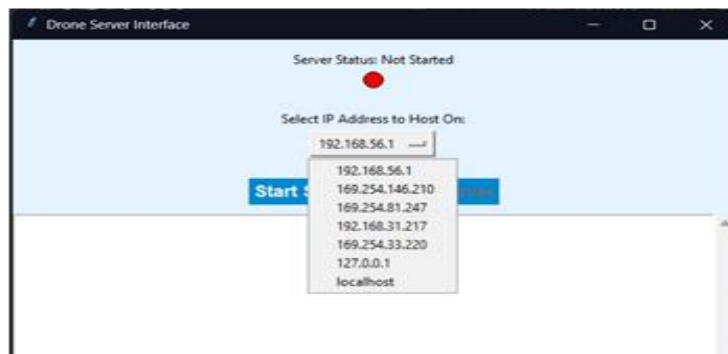 Drone Server Interface
Server Status: Not Started
Select IP Address to Host On:
192.168.56.1
192.168.56.1
169.254.146.210
Start
169.254.81.247
192.168.31.217
169.254.33.220
127.0.0.1
localhost